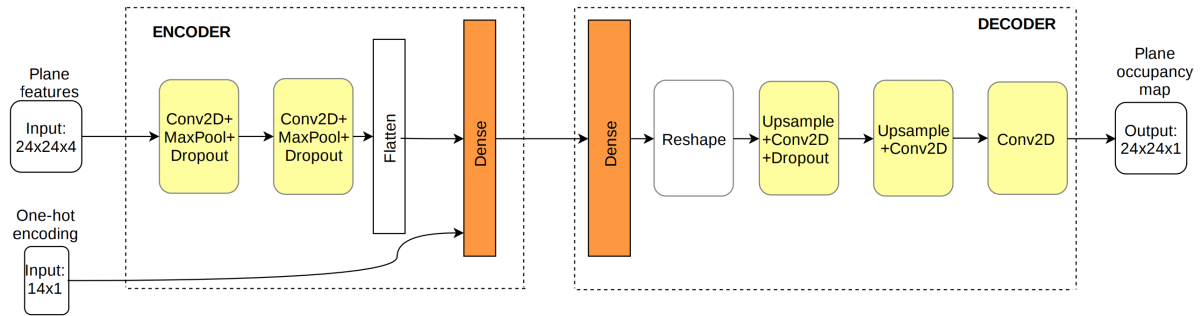 ENCODER
DECODER
Plane
features
Input:
24x24x4
One-hot
encoding
Input:
14x1
Conv2D+
MaxPool+
Dropout
Conv2D+
MaxPool+
Dropout
Flatten
Dense
Dense
Reshape
Upsample
+Conv2D
+Dropout
Upsample
+Conv2D
Conv2D
Plane
occupancy
map
Output:
24x24x1